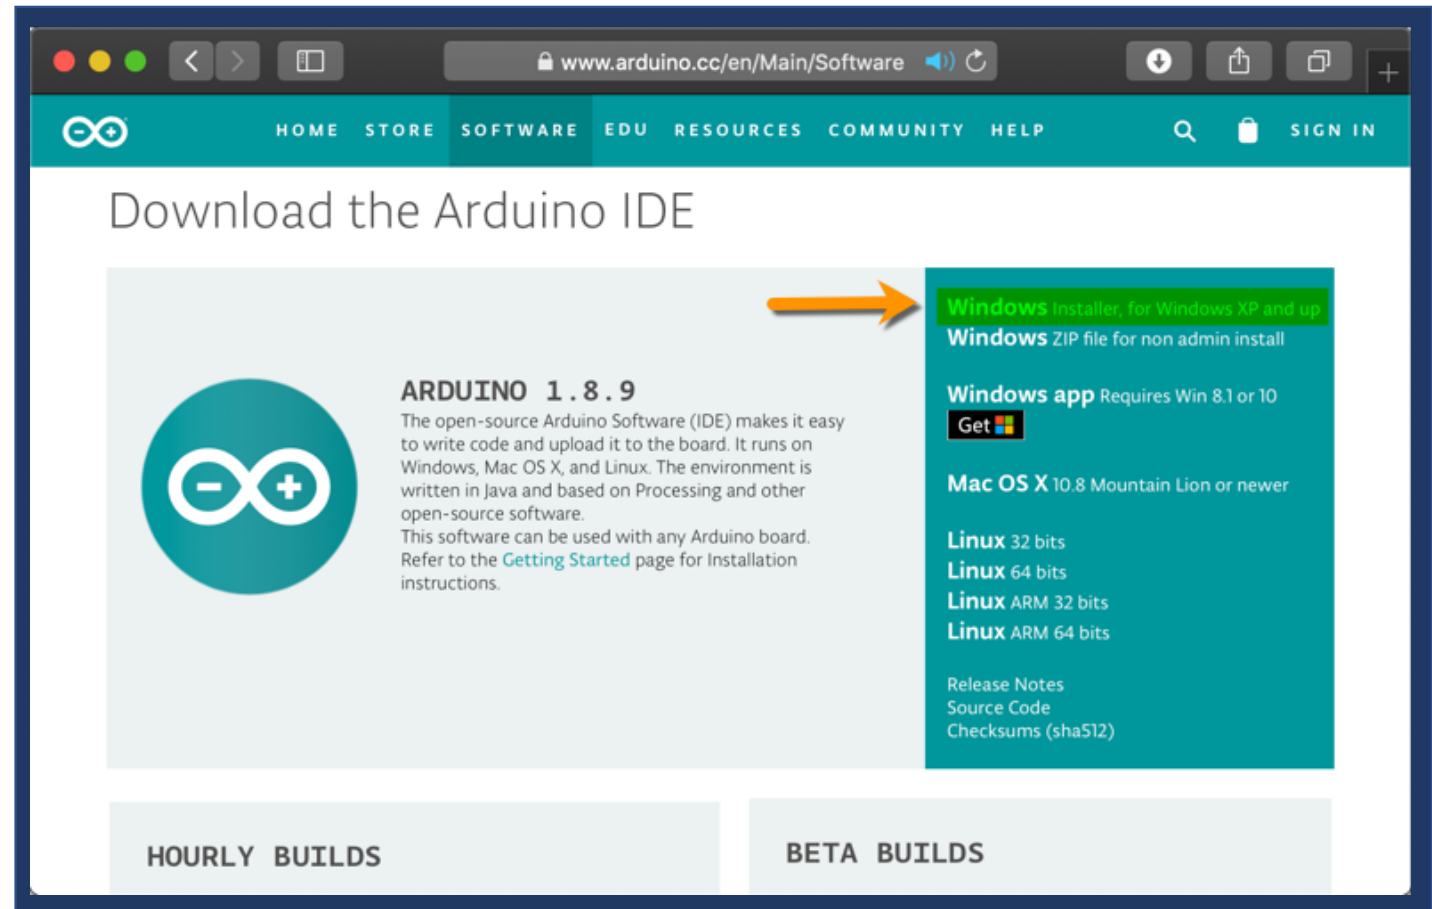 www.arduino.cc/en/Main/Software
HOME STORE SOFTWARE EDU RESOURCES COMMUNITY HELP SIGN IN
Download the Arduino IDE
ARDUINO 1.8.9
The open-source Arduino Software (IDE) makes it easy
to write code and upload it to the board. It runs on
Windows, Mac OS X, and Linux. The environment is
written in Java and based on Processing and other
open-source software.
This software can be used with any Arduino board.
Refer to the Getting Started page for Installation
instructions.
Windows Installer, for Windows XP and up
Windows ZIP file for non admin install
Windows app Requires Win 8.1 or 10
Get
Mac OS X 10.8 Mountain Lion or newer
Linux 32 bits
Linux 64 bits
Linux ARM 32 bits
Linux ARM 64 bits
Release Notes
Source Code
Checksums (sha512)
HOURLY BUILDS
BETA BUILDS